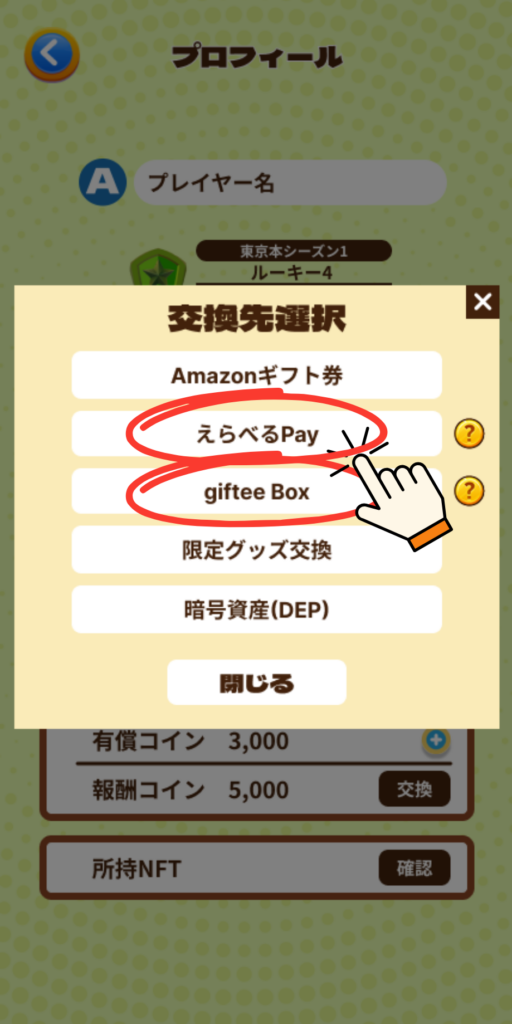 プロフィール
A プレイヤー名
東京本シーズン1
ルーキー4
交換先選択
Amazonギフト券
えらべるPay ?
giftee Box ?
限定グッズ交換
暗号資産(DEP)
閉じる
有償コイン 3,000
報酬コイン 5,000 交換
所持NFT 確認